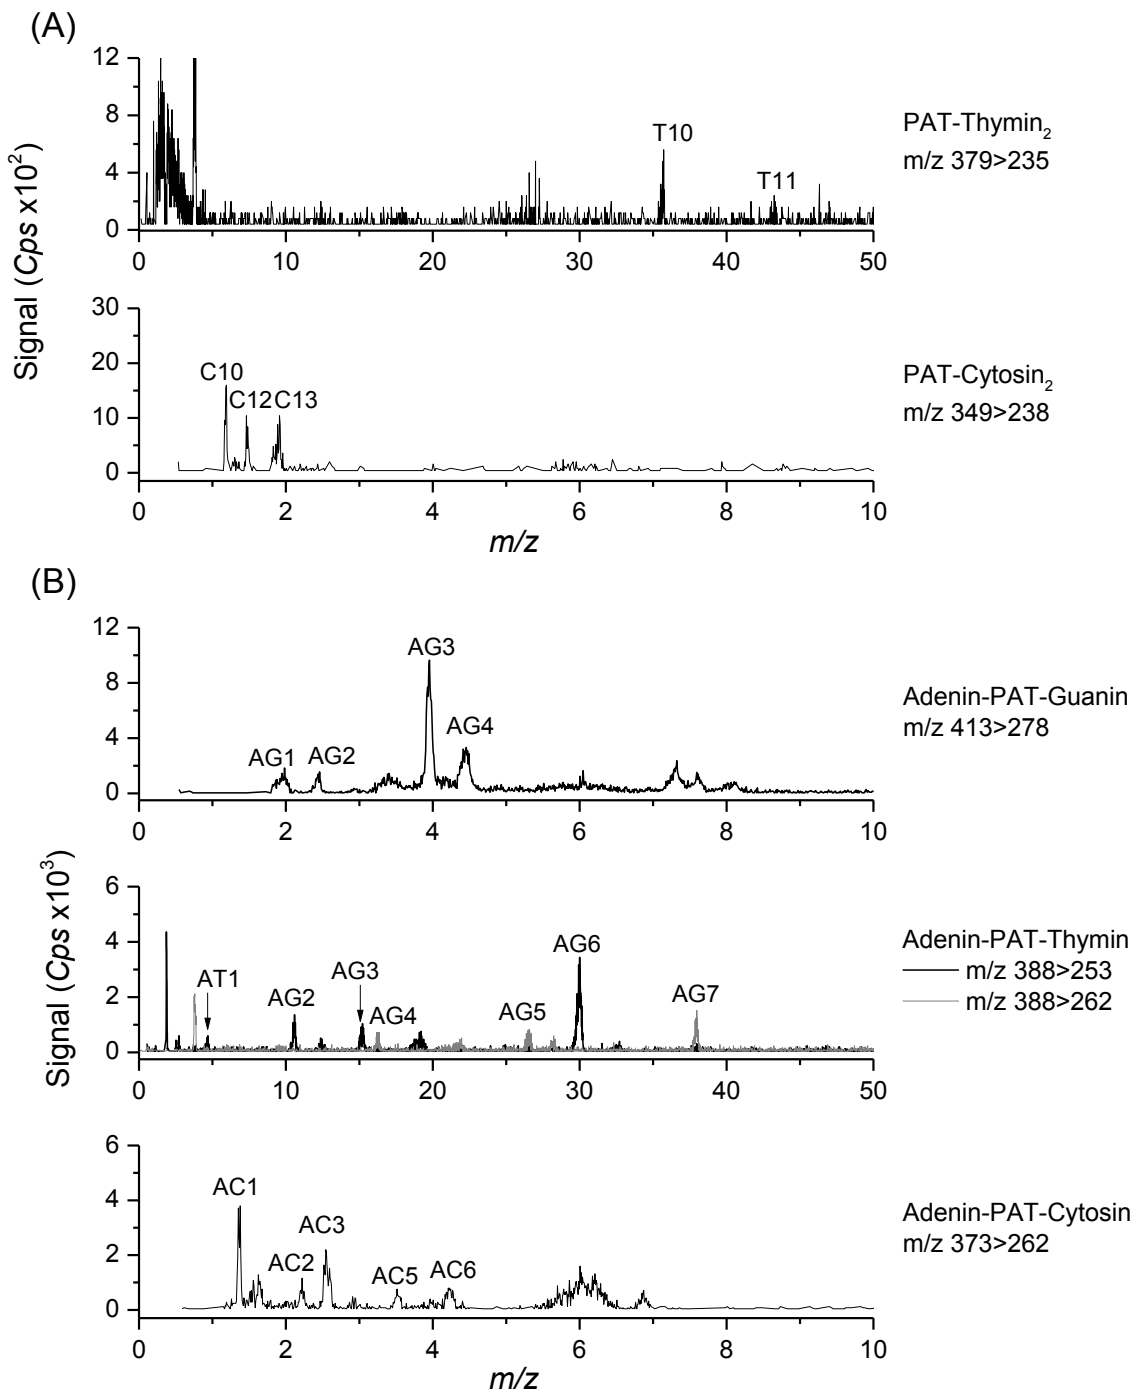 (A)
Signal (Cps x10²)
12
8
4
0
T10
T11
0 10 20 30 40 50
PAT-Thymin₂
m/z 379>235
30
20
10
0
C10
C12 C13
0 2 4 6 8 10
m/z
PAT-Cytosin₂
m/z 349>238
(B)
Signal (Cps x10³)
12
8
4
0
AG3
AG4
AG1 AG2
0 2 4 6 8 10
Adenin-PAT-Guanin
m/z 413>278
6
4
2
0
AT1
AG2
AG3
AG4
AG5
AG6
AG7
0 10 20 30 40 50
Adenin-PAT-Thymin
m/z 388>253
m/z 388>262
6
4
2
0
AC1
AC2
AC3
AC5
AC6
0 2 4 6 8 10
m/z
Adenin-PAT-Cytosin
m/z 373>262